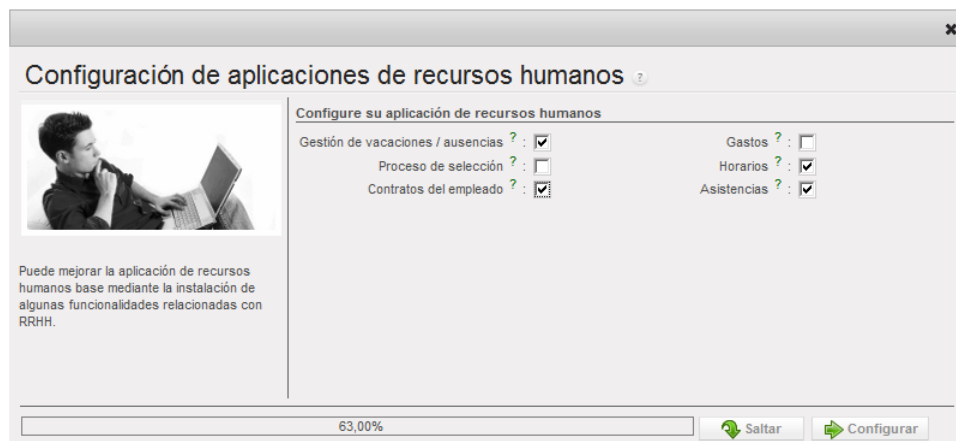 Configuración de aplicaciones de recursos humanos ?
Configure su aplicación de recursos humanos
Gestión de vacaciones / ausencias ? : Gastos ? :
Proceso de selección ? : Horarios ? :
Contratos del empleado ? : Asistencias ? :
Puede mejorar la aplicación de recursos
humanos base mediante la instalación de
algunas funcionalidades relacionadas con
RRHH.
63,00% Saltar Configurar